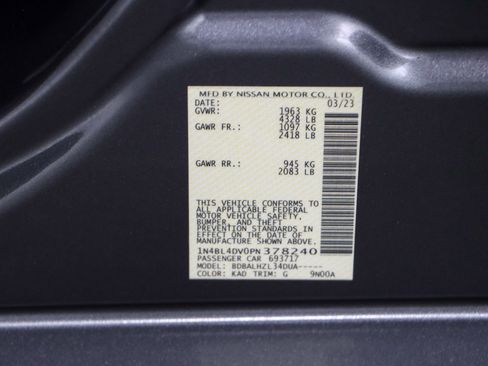 MFD BY NISSAN MOTOR CO., LTD.
DATE: 03/23
GVWR: 1963 KG
4328 LB
GAWR FR.: 1097 KG
2418 LB
GAWR RR.: 945 KG
2083 LB
THIS VEHICLE CONFORMS TO
ALL APPLICABLE FEDERAL
MOTOR VEHICLE SAFETY,
BUMPER, AND THEFT
PREVENTION STANDARDS
IN EFFECT ON THE DATE OF
MANUFACTURE SHOWN ABOVE.
1N4BL4DV0PN378240
PASSENGER CAR 693717
MODEL: BDBALHZL34DUA-----
COLOR: KAD TRIM: G 9N00A